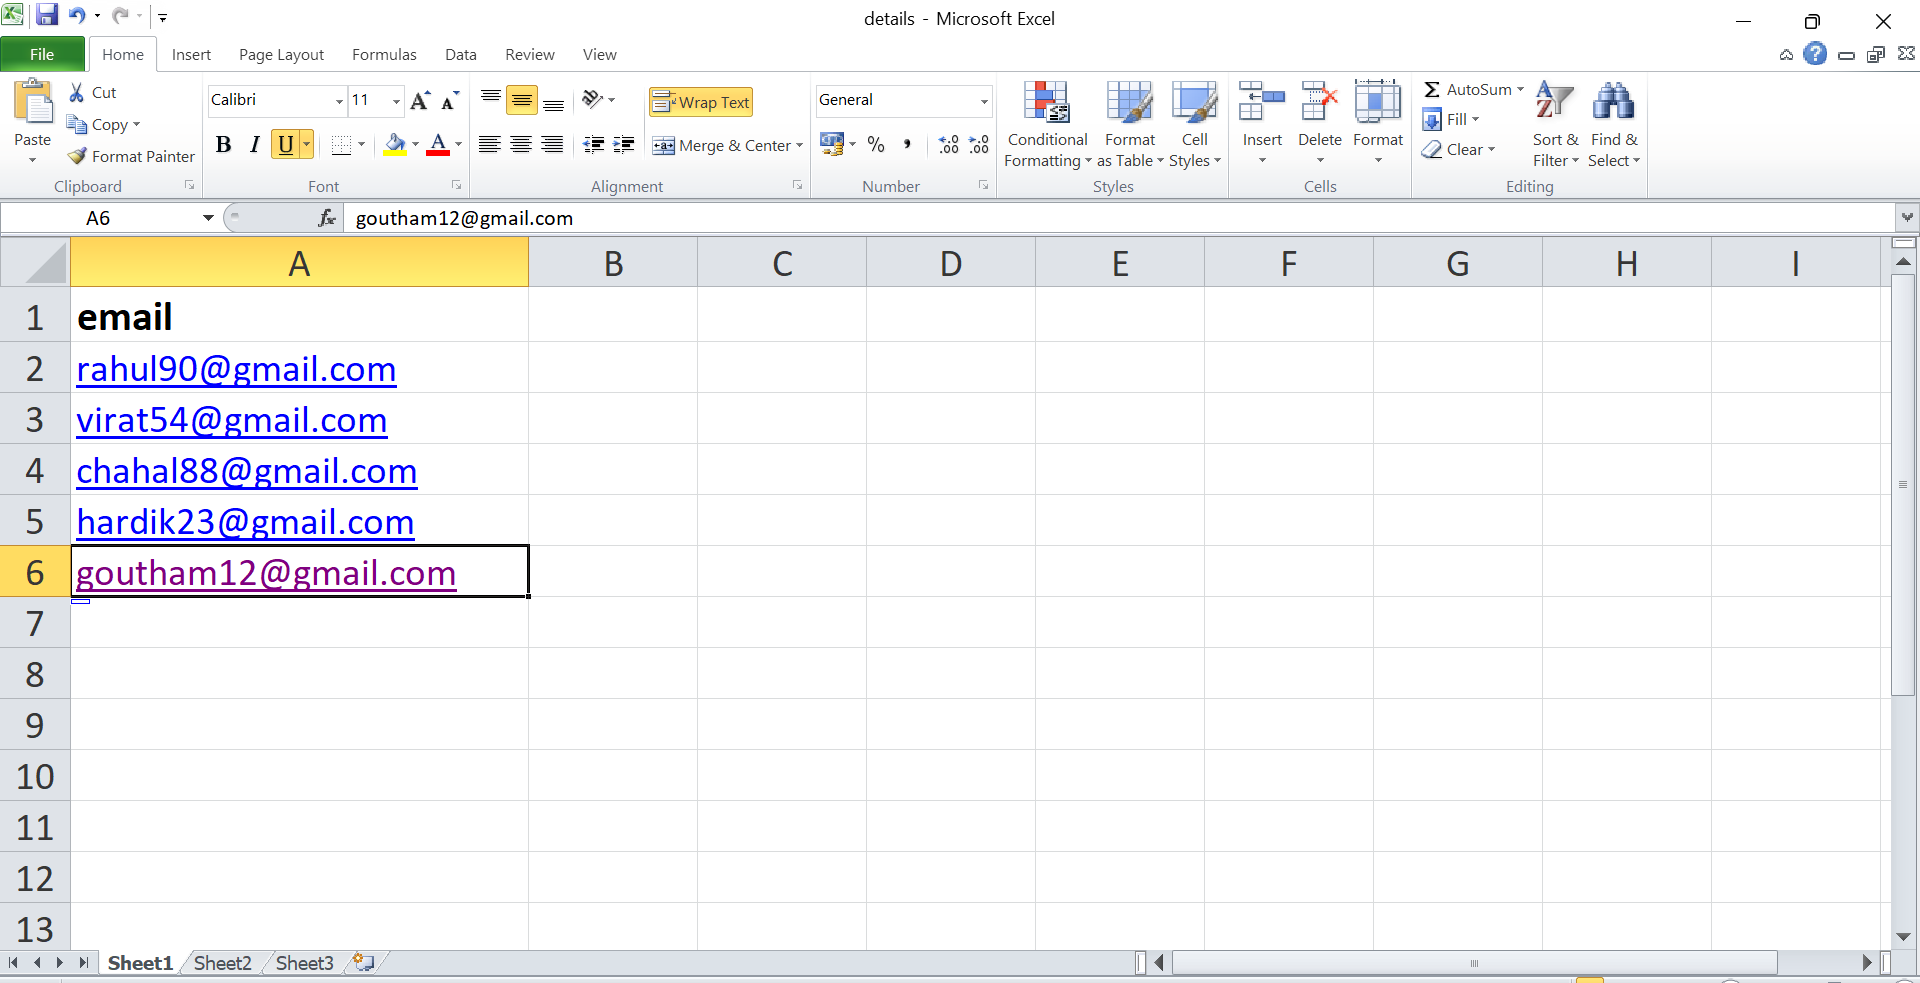 details - Microsoft Excel
File Home Insert Page Layout Formulas Data Review View
Paste
Cut
Copy
Format Painter
Clipboard
Calibri 11
B I U
Font
Wrap Text
Merge & Center
Alignment
General
%
Number
Conditional Formatting
Format as Table
Cell Styles
Styles
Insert
Delete
Format
Cells
Σ AutoSum
Fill
Clear
Sort & Filter
Find & Select
Editing
A6 fx goutham12@gmail.com
A B C D E F G H I
1 email
2 rahul90@gmail.com
3 virat54@gmail.com
4 chahal88@gmail.com
5 hardik23@gmail.com
6 goutham12@gmail.com
7
8
9
10
11
12
13
Sheet1 Sheet2 Sheet3